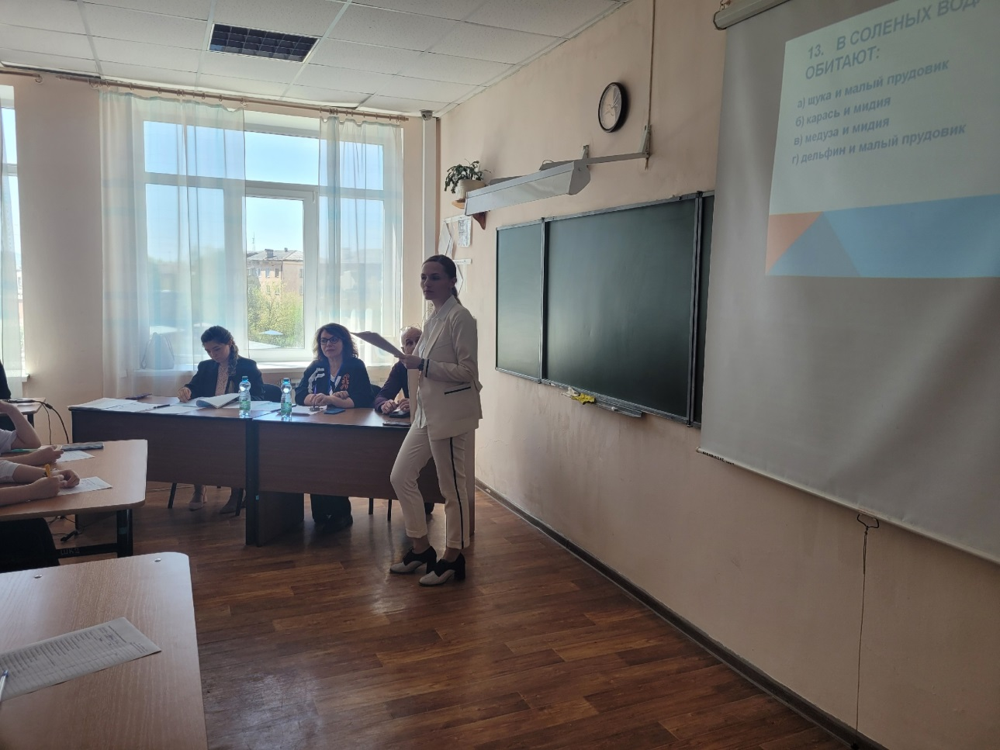 13. В СОЛЕНЫХ ВОД
ОБИТАЮТ:
а) щука и малый прудовик
б) карась и мидия
в) медуза и мидия
г) дельфин и малый прудовик